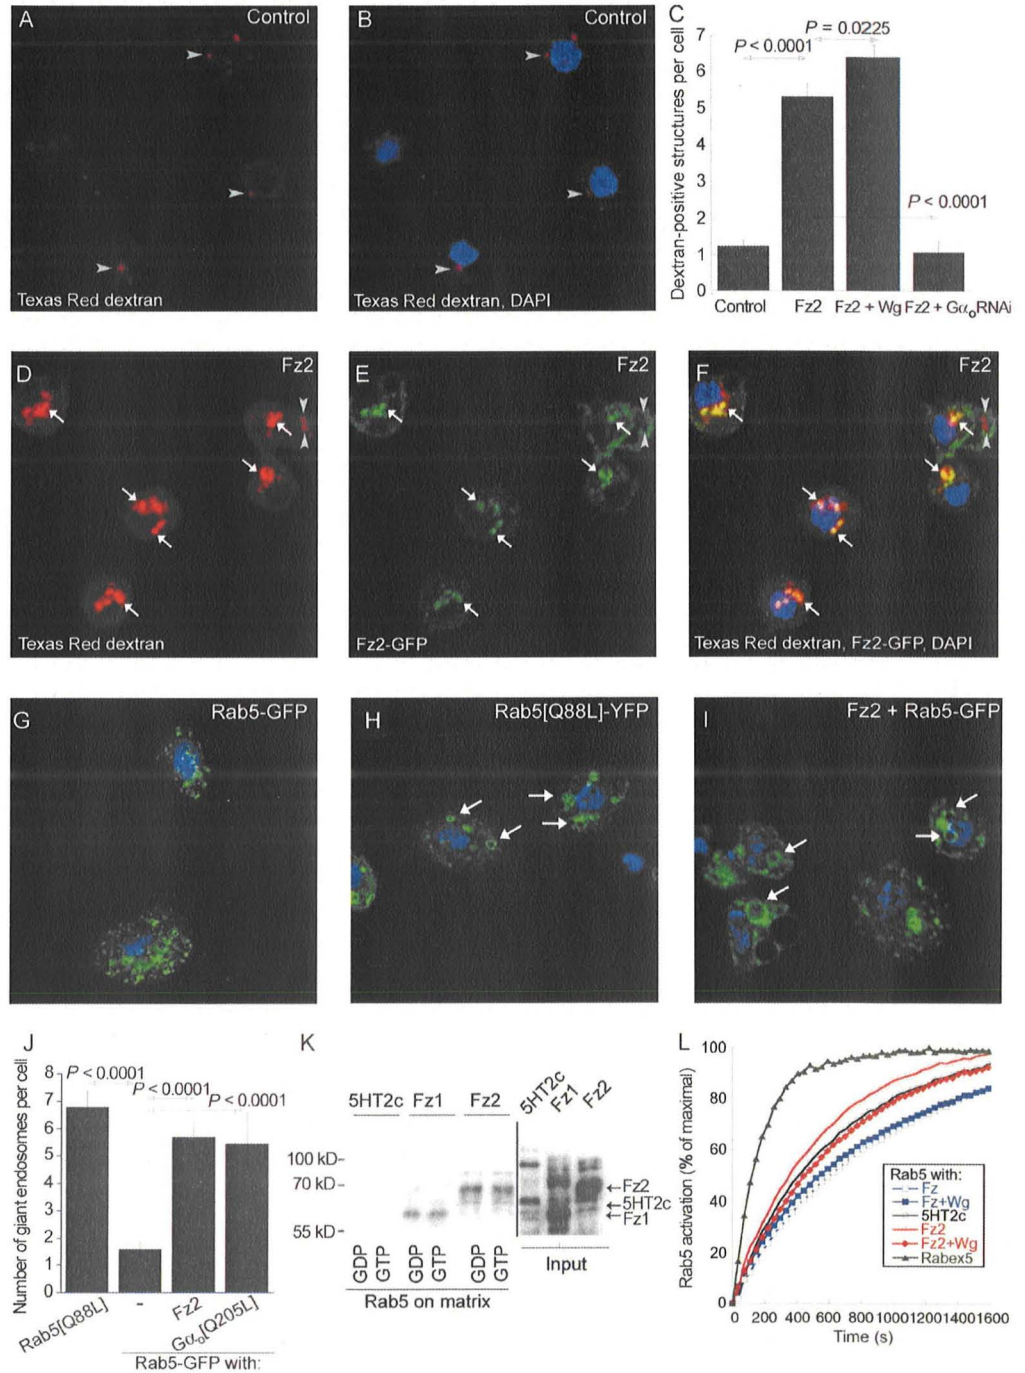 A Control
Texas Red dextran
B Control
Texas Red dextran, DAPI
C
Dextran-positive structures per cell
7
6
5
4
3
2
1
0
P < 0.0001
P = 0.0225
P < 0.0001
Control Fz2 Fz2 + Wg Fz2 + GαoRNAi
D Fz2
Texas Red dextran
E Fz2
Fz2-GFP
F Fz2
Texas Red dextran, Fz2-GFP, DAPI
G Rab5-GFP
H Rab5[Q88L]-YFP
I Fz2 + Rab5-GFP
J
Number of giant endosomes per cell
8
7
6
5
4
3
2
1
0
P < 0.0001
P < 0.0001
P < 0.0001
Rab5[Q88L] - Fz2 Gαo[Q205L]
Rab5-GFP with:
K
5HT2c Fz1 Fz2
5HT2c Fz1 Fz2
100 kD-
70 kD-
55 kD-
←Fz2
←5HT2c
←Fz1
GDP GTP GDP GTP GDP GTP
Rab5 on matrix
Input
L
Rab5 activation (% of maximal)
100
80
60
40
20
0
0 200 400 600 800 1000 1200 1400 1600
Time (s)
Rab5 with:
Fz
Fz+Wg
5HT2c
Fz2
Fz2+Wg
Rabex5